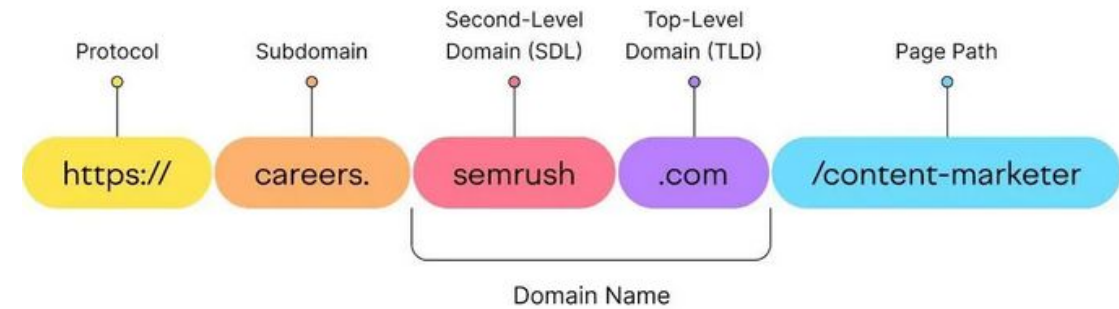 Protocol
Subdomain
Second-Level
Domain (SDL)
Top-Level
Domain (TLD)
Page Path
https://
careers.
semrush
.com
/content-marketer
Domain Name